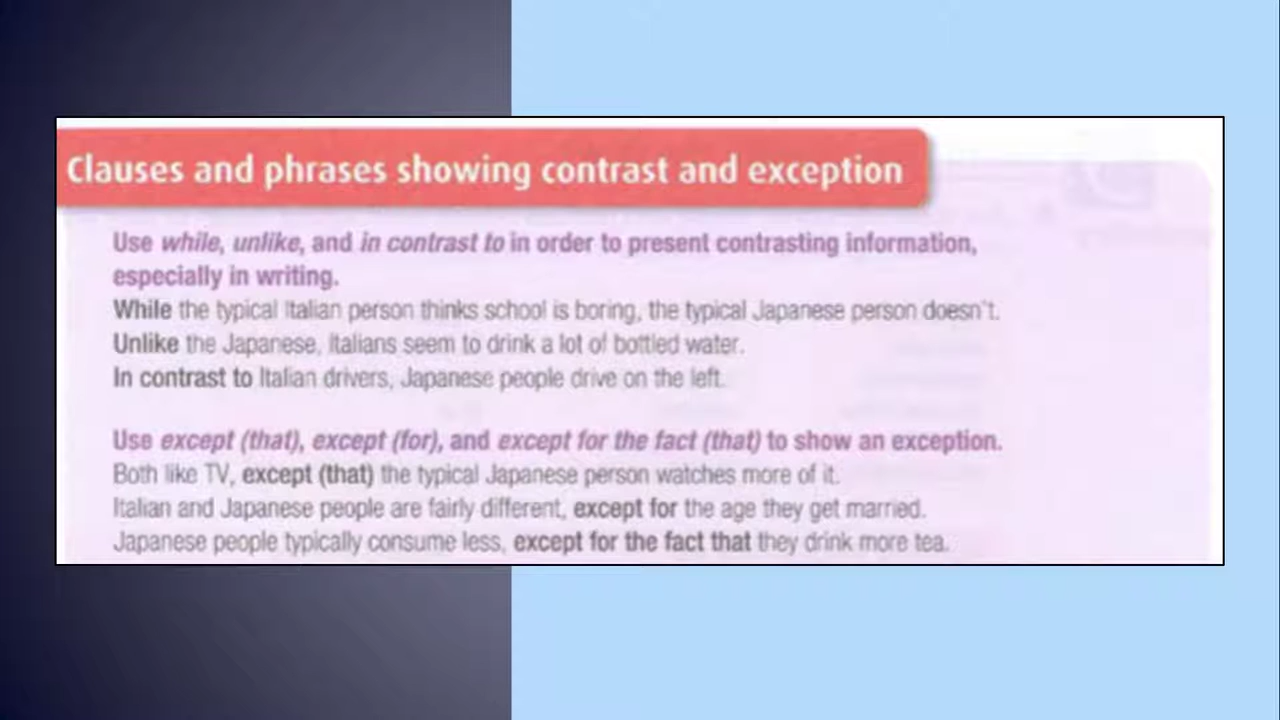 Clauses and phrases showing contrast and exception
Use while, unlike, and in contrast to in order to present contrasting information,
especially in writing.
While the typical Italian person thinks school is boring, the typical Japanese person doesn't.
Unlike the Japanese, Italians seem to drink a lot of bottled water.
In contrast to Italian drivers, Japanese people drive on the left.
Use except (that), except (for), and except for the fact (that) to show an exception.
Both like TV, except (that) the typical Japanese person watches more of it.
Italian and Japanese people are fairly different, except for the age they get married.
Japanese people typically consume less, except for the fact that they drink more tea.